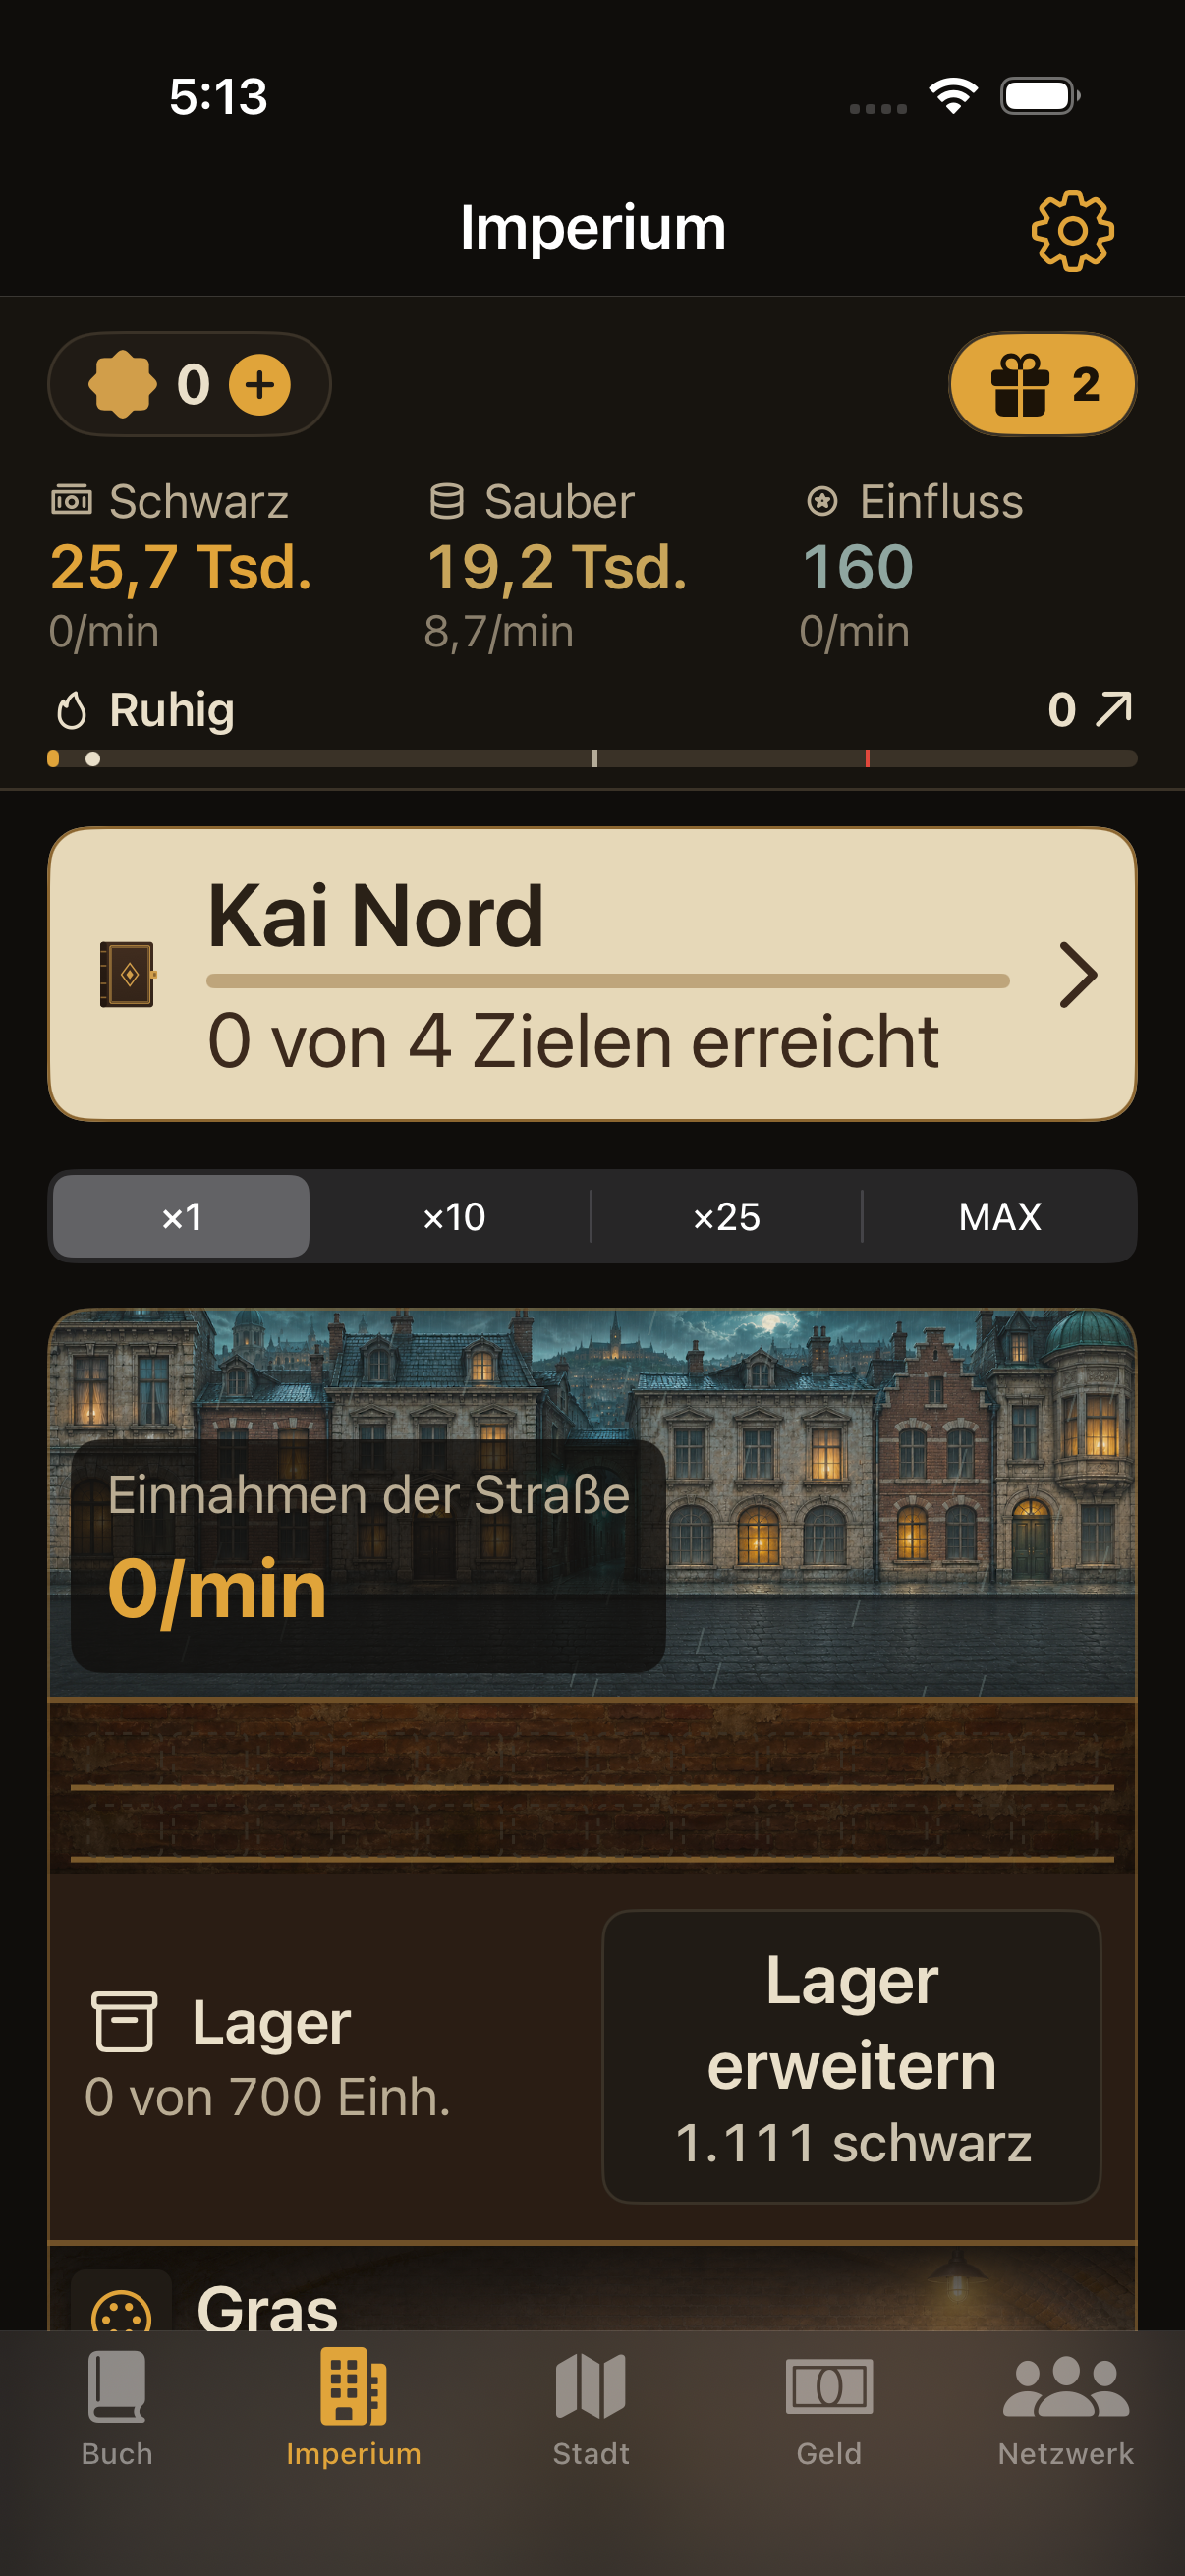 5:13
Imperium
0
2
Schwarz
Sauber
Einfluss
25,7 Tsd.
19,2 Tsd.
160
0/min
8,7/min
0/min
Ruhig
0
Kai Nord
0 von 4 Zielen erreicht
×1
×10
×25
MAX
Einnahmen der Straße
0/min
Lager
0 von 700 Einh.
Lager
erweitern
1.111 schwarz
Gras
Buch
Imperium
Stadt
Geld
Netzwerk